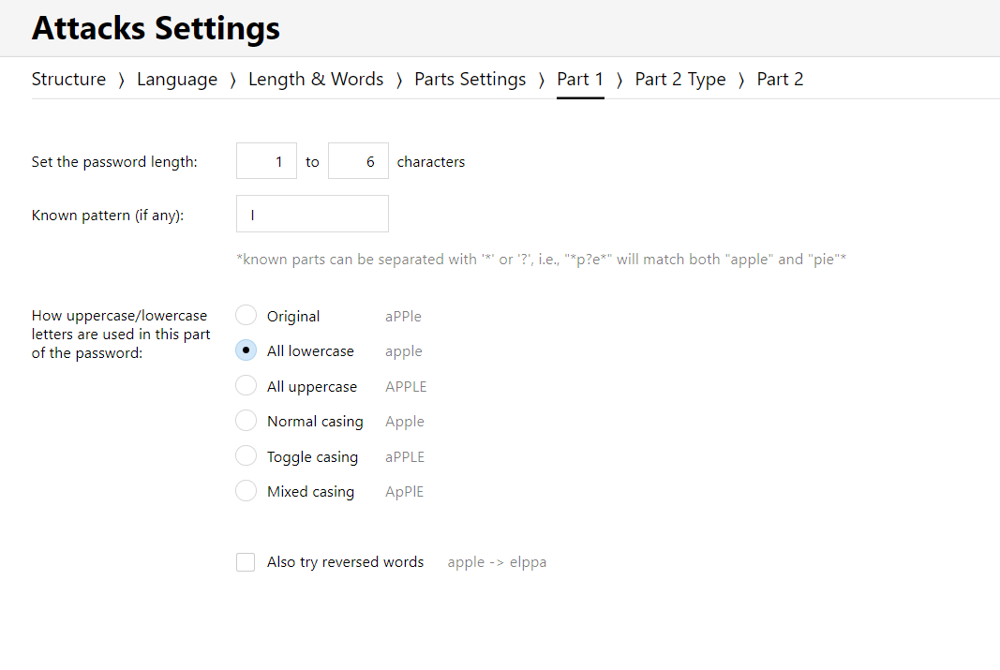 Attacks Settings
Structure ⟩ Language ⟩ Length & Words ⟩ Parts Settings ⟩ Part 1 ⟩ Part 2 Type ⟩ Part 2
Set the password length: 1 to 6 characters
Known pattern (if any):
*known parts can be separated with '*' or '?', i.e., "*p?e*" will match both "apple" and "pie"*
How uppercase/lowercase
letters are used in this part
of the password:
Original aPPle
All lowercase apple
All uppercase APPLE
Normal casing Apple
Toggle casing aPPLE
Mixed casing ApPlE
Also try reversed words apple -> elppa